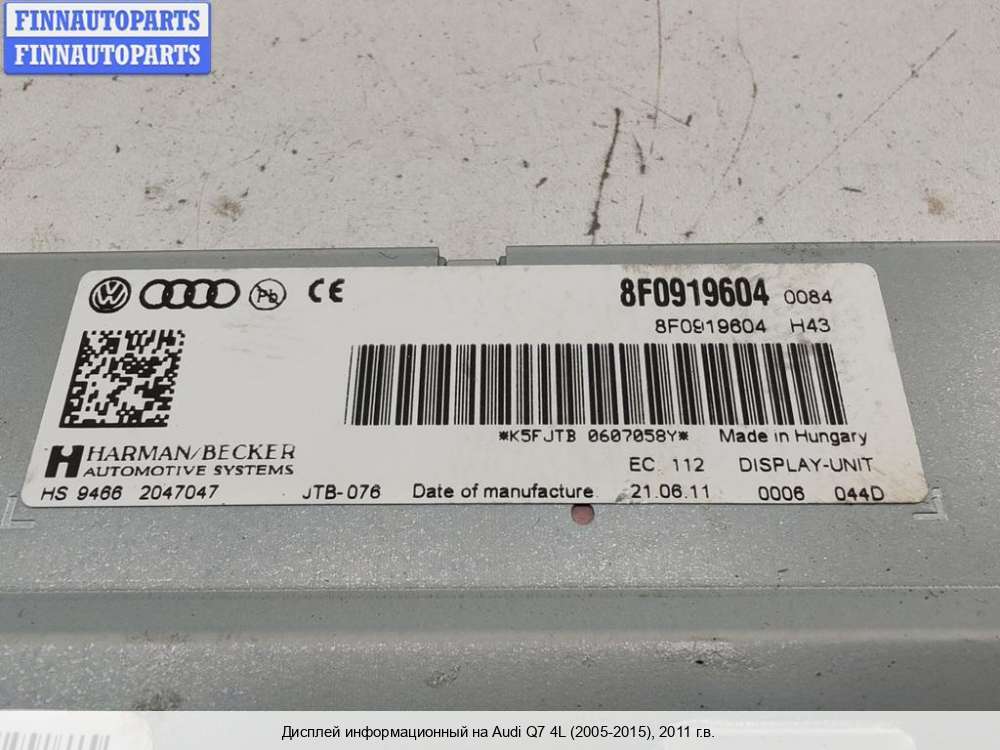 FINNAUTOPARTS
FINNAUTOPARTS
Pb CE 8F0919604 0084
8F0919604 H43
*K5FJTB 0607058Y* Made in Hungary
HARMAN/BECKER
AUTOMOTIVE SYSTEMS
EC 112 DISPLAY-UNIT
HS 9466 2047047 JTB-076 Date of manufacture 21.06.11 0006 044D
Дисплей информационный на Audi Q7 4L (2005-2015), 2011 г.в.